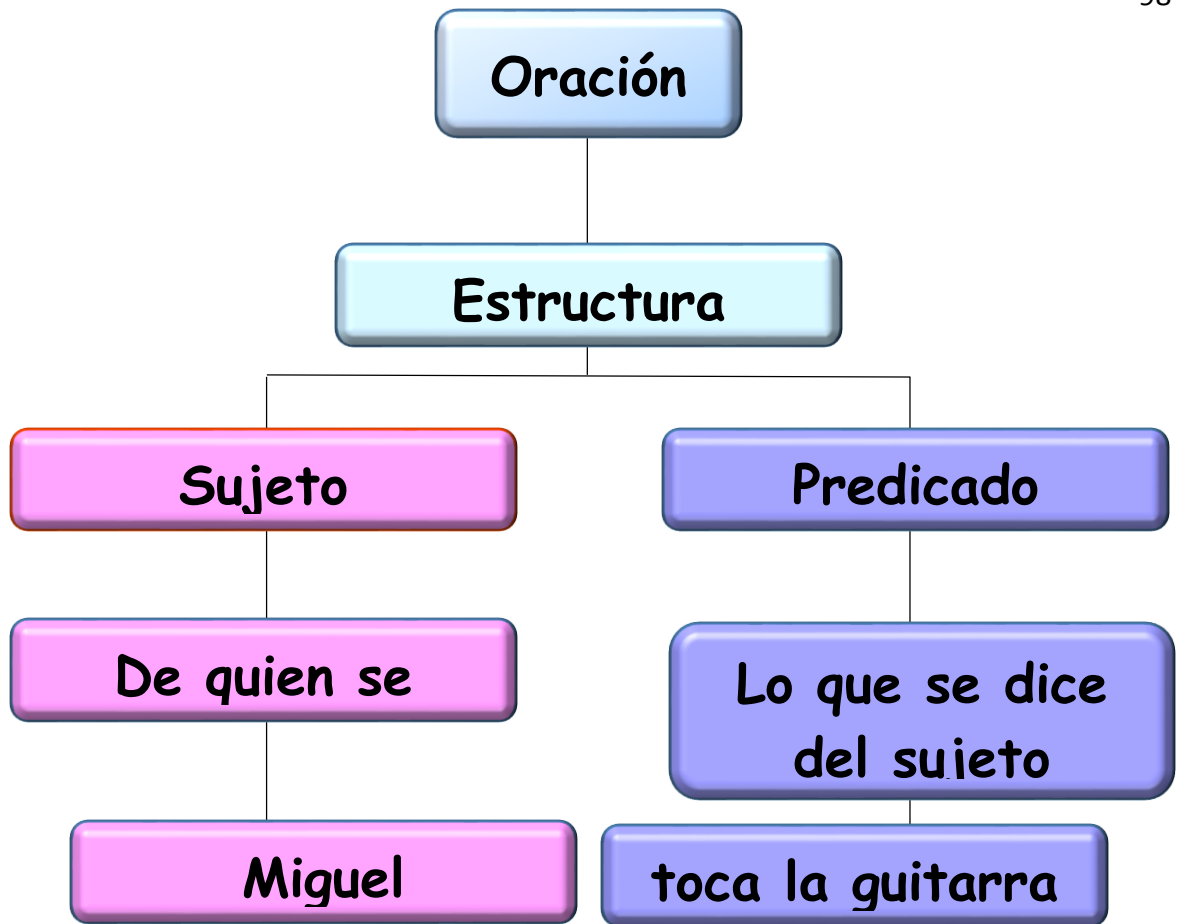 Oración
Estructura
Sujeto
Predicado
De quien se
Lo que se dice
del sujeto
Miguel
toca la guitarra